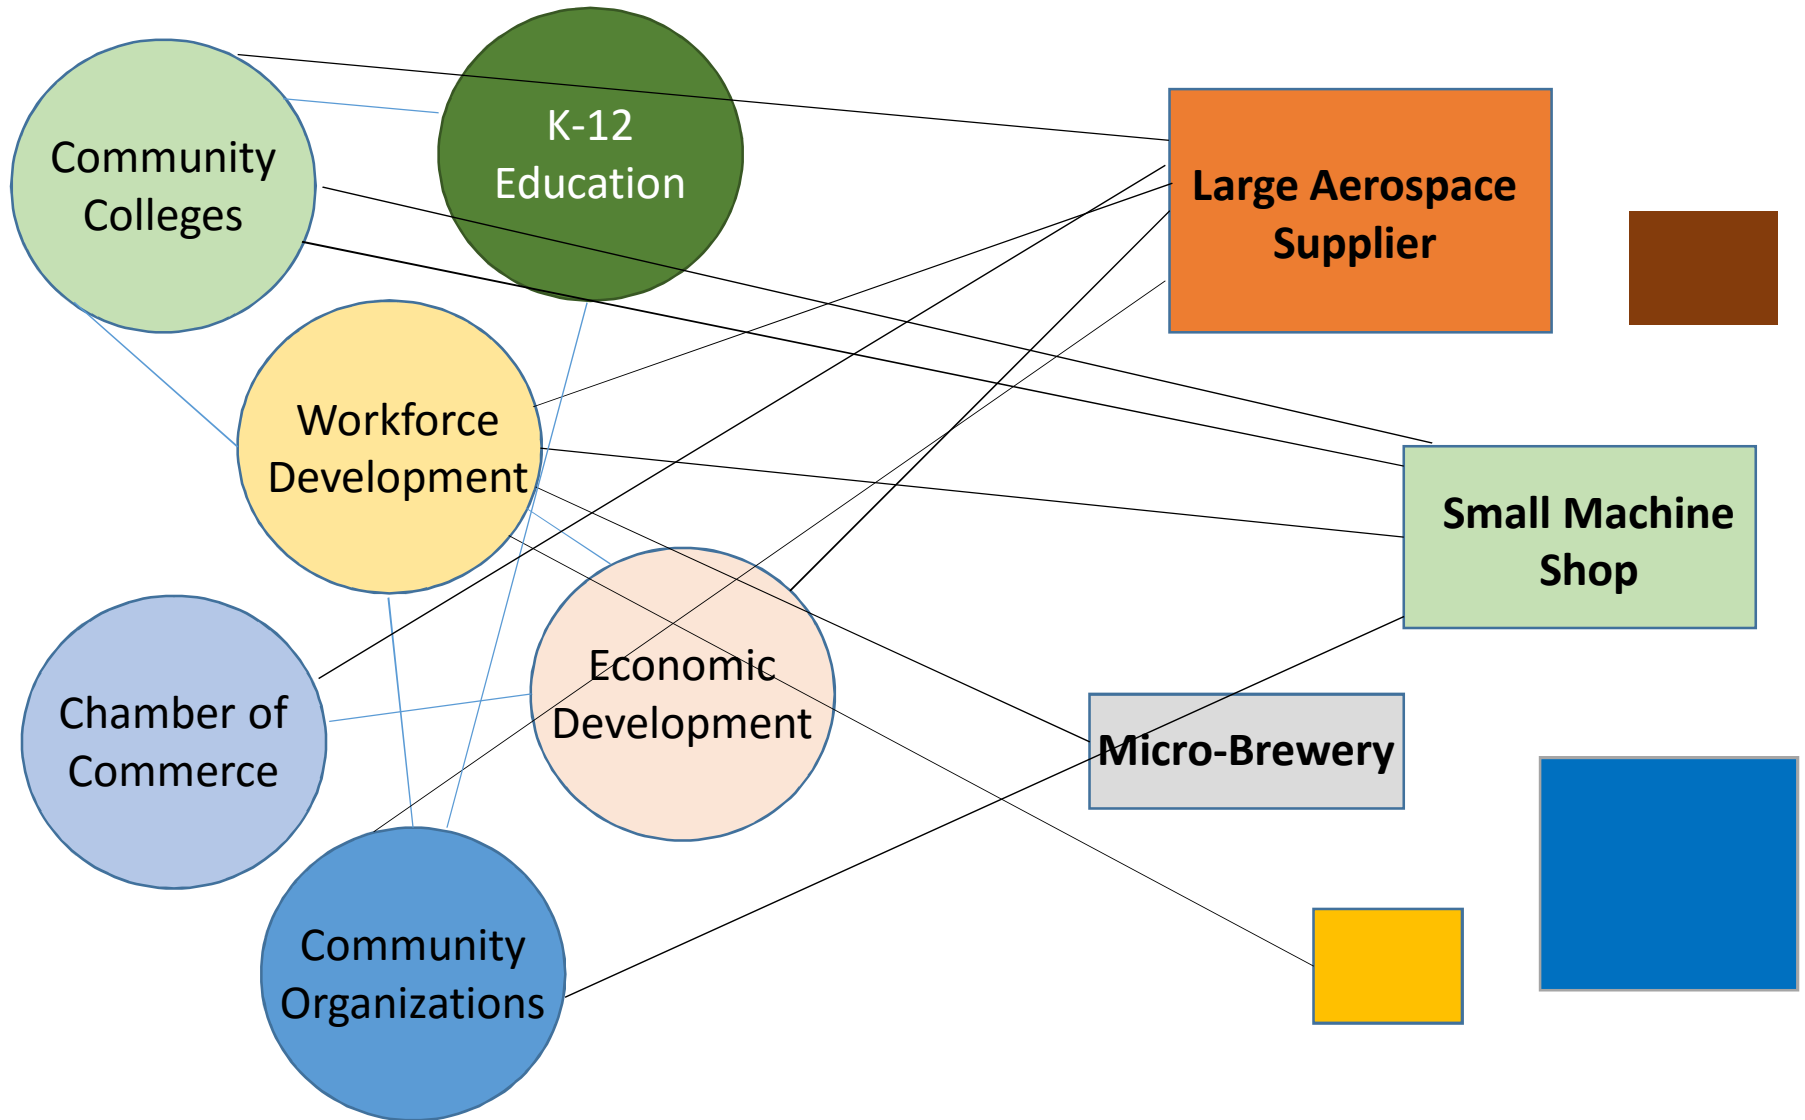 Community
Colleges
K-12
Education
Large Aerospace
Supplier
Workforce
Development
Small Machine
Shop
Chamber of
Commerce
Economic
Development
Micro-Brewery
Community
Organizations